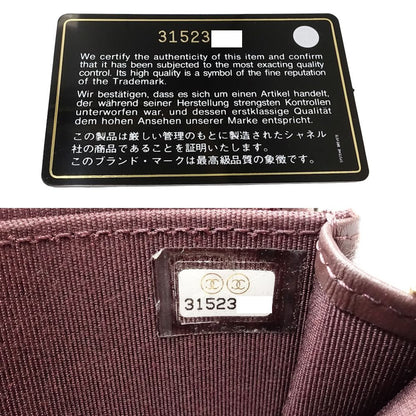 31523
We certify the authenticity of this item and confirm
that it has been subjected to the most exacting quality
control. Its high quality is a symbol of the fine reputation
of the Trademark.
Wir bestätigen, dass es sich um einen Artikel handelt,
der während seiner Herstellung strengsten Kontrollen
unterworfen war, und dessen erstklassige Qualität
dem hohen Ansehen unserer Marke entspricht.
この製品は厳しい管理のもとに製造されたシャネル
社の商品であることを証明いたします。
このブランド・マークは最高級品質の象徴です。
31523